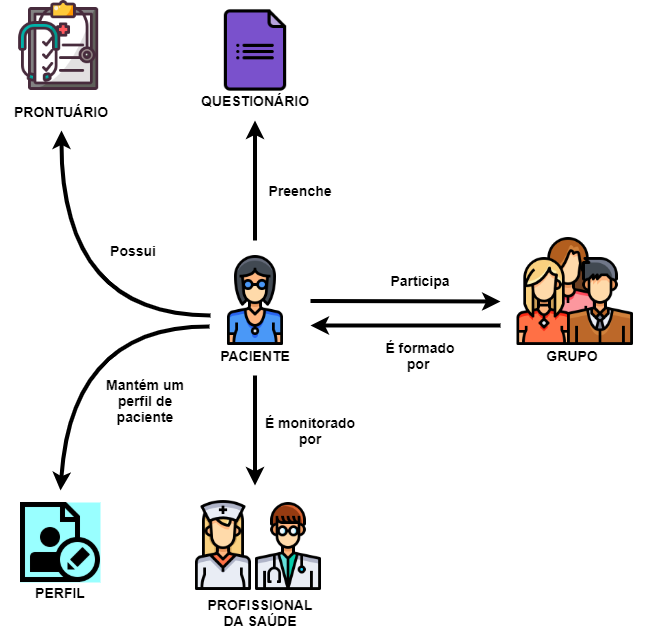 PRONTUÁRIO
QUESTIONÁRIO
Preenche
Possui
Participa
PACIENTE
É formado
por
GRUPO
Mantém um
perfil de
paciente
É monitorado
por
PERFIL
PROFISSIONAL
DA SAÚDE